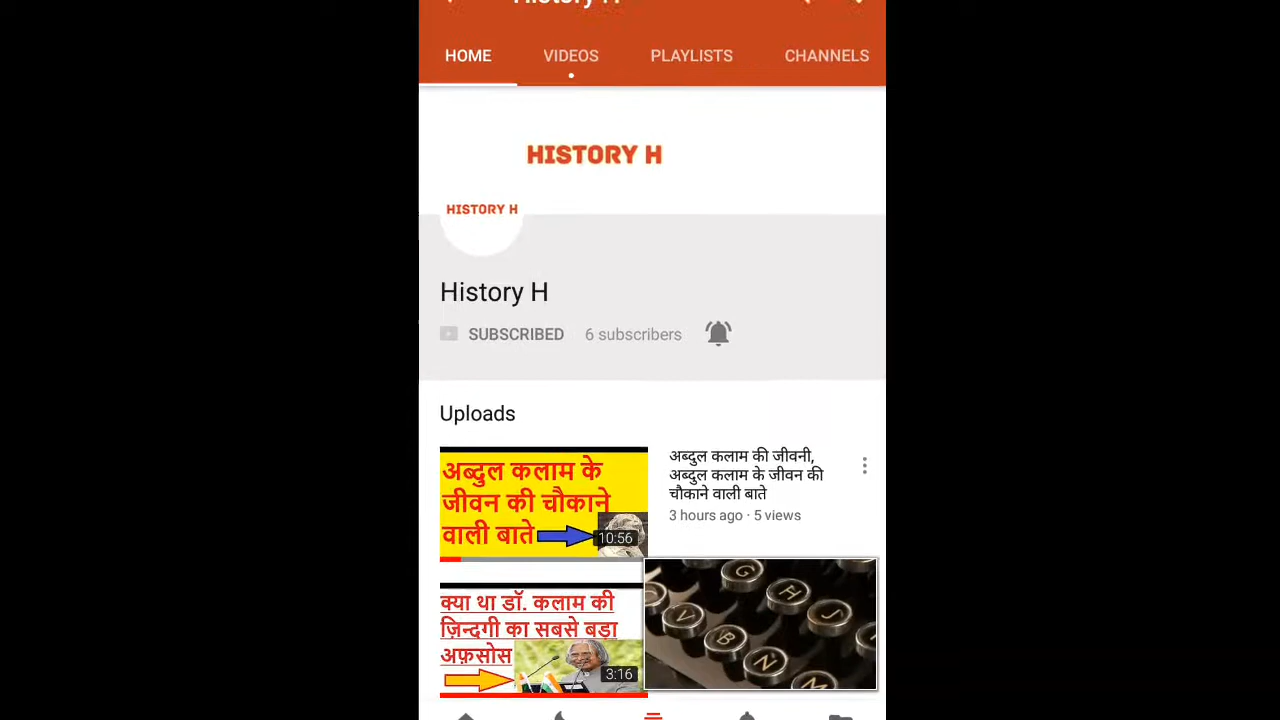 HOME VIDEOS PLAYLISTS CHANNELS
HISTORY H
HISTORY H
History H
SUBSCRIBED 6 subscribers
Uploads
अब्दुल कलाम के
जीवन की चौकाने
वाली बाते
10:56
अब्दुल कलाम की जीवनी,
अब्दुल कलाम के जीवन की
चौकाने वाली बाते
3 hours ago · 5 views
क्या था डॉ. कलाम की
ज़िन्दगी का सबसे बड़ा
अफ़सोस
3:16
G H J
V B N M